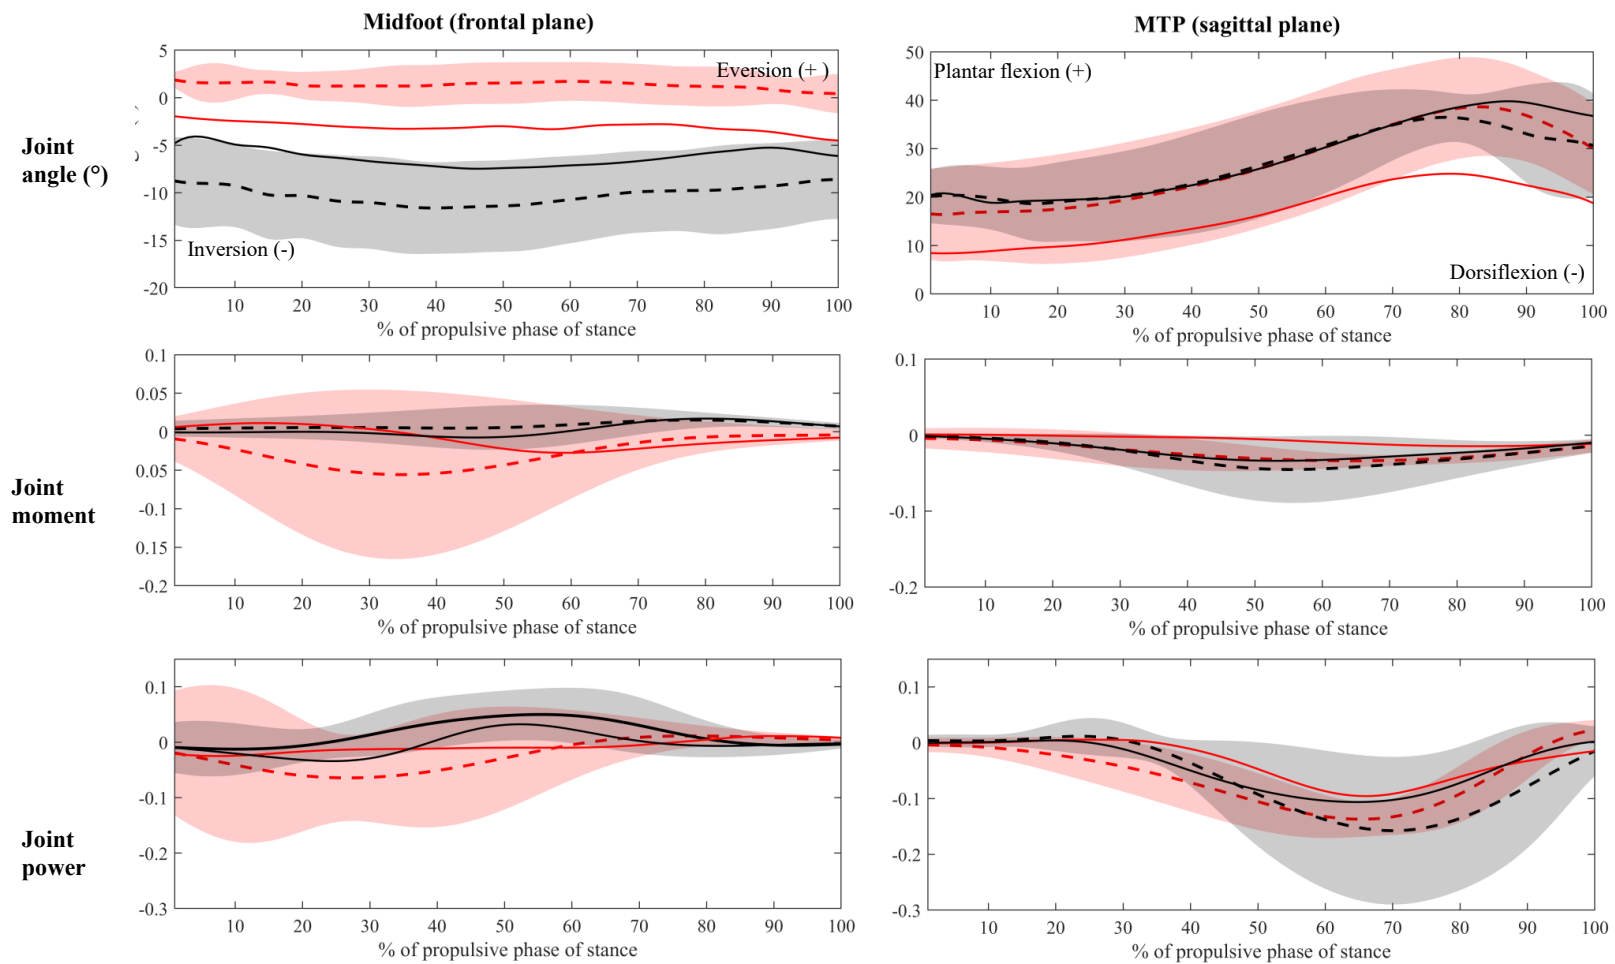 Midfoot (frontal plane)
MTP (sagittal plane)
Joint
angle (°)
5
0
-5
-10
-15
-20
Eversion (+ )
Inversion (-)
10 20 30 40 50 60 70 80 90 100
% of propulsive phase of stance
50
40
30
20
10
0
Plantar flexion (+)
Dorsiflexion (-)
10 20 30 40 50 60 70 80 90 100
% of propulsive phase of stance
Joint
moment
0.1
0.05
0
0.05
-0.1
0.15
-0.2
10 20 30 40 50 60 70 80 90 100
% of propulsive phase of stance
0.1
0
-0.1
-0.2
10 20 30 40 50 60 70 80 90 100
% of propulsive phase of stance
Joint
power
0.1
0
-0.1
-0.2
-0.3
10 20 30 40 50 60 70 80 90 100
% of propulsive phase of stance
0.1
0
-0.1
-0.2
-0.3
10 20 30 40 50 60 70 80 90 100
% of propulsive phase of stance